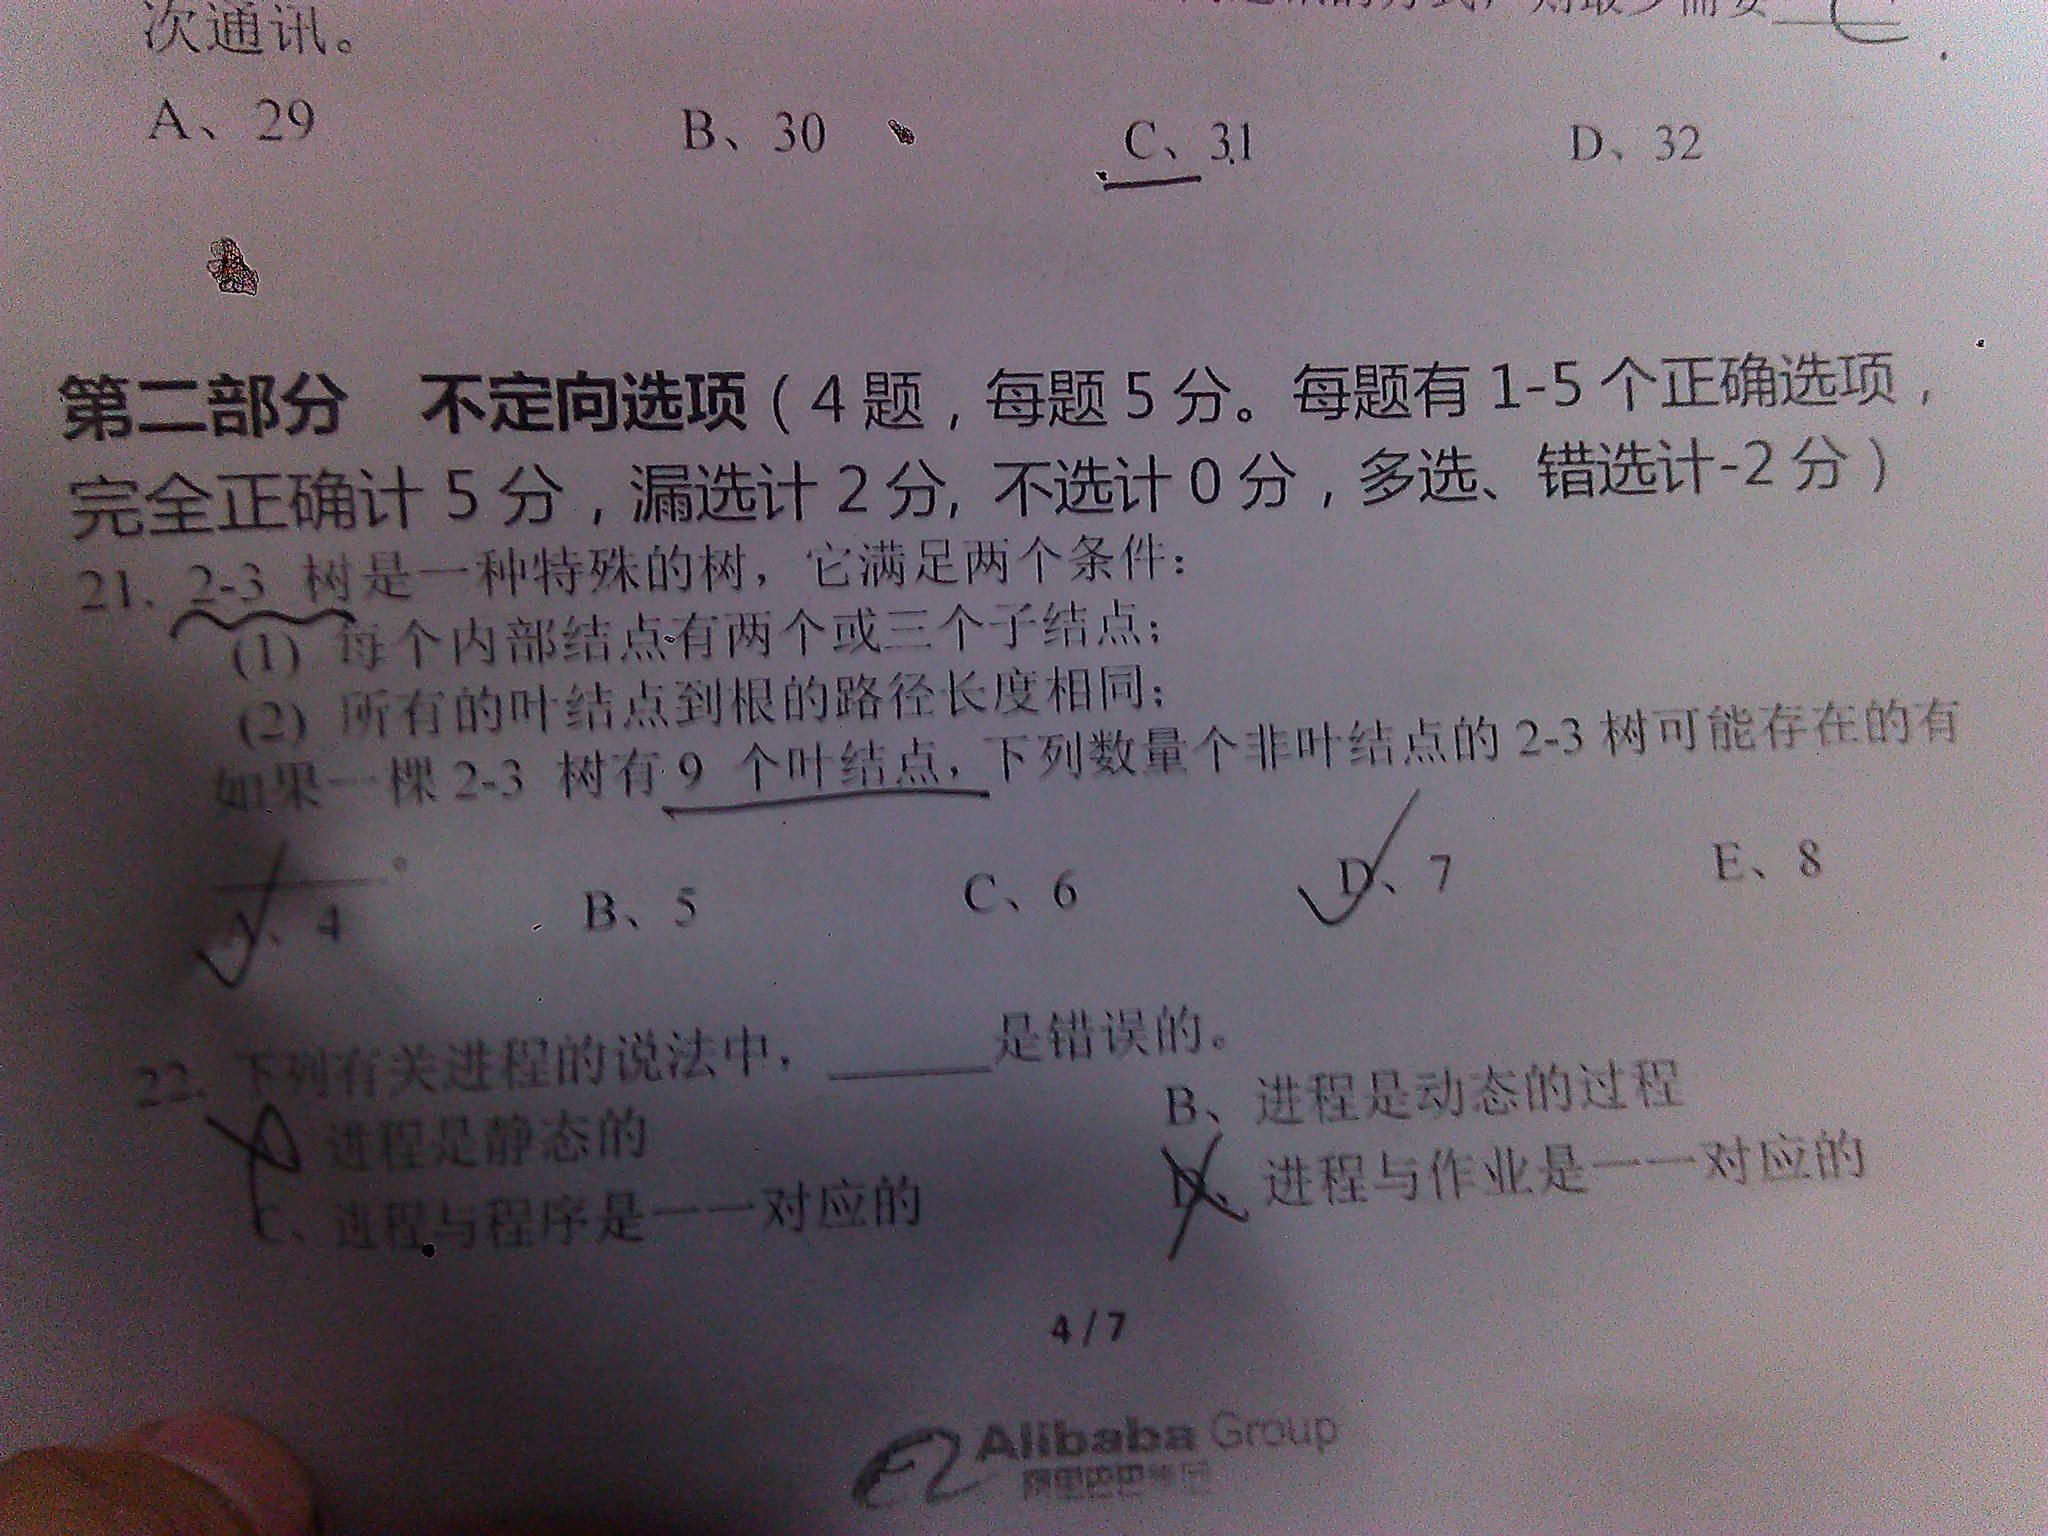 则最少需要
次通讯。
A、29 B、30 C、31 D、32
第二部分 不定向选项（4题，每题5分。每题有1-5个正确选项，
完全正确计5分，漏选计2分, 不选计0分，多选、错选计-2分）
21. 2-3 树是一种特殊的树，它满足两个条件：
(1) 每个内部结点有两个或三个子结点；
(2) 所有的叶结点到根的路径长度相同；
如果一棵 2-3 树有 9 个叶结点，下列数量个非叶结点的 2-3 树可能存在的有
______。
A、4 B、5 C、6 D、7 E、8
22. 下列有关进程的说法中，______是错误的。
进程是静态的 B、进程是动态的过程
C、进程与程序是一一对应的 D、进程与作业是一一对应的
4 / 7
Alibaba Group
阿里巴巴集团